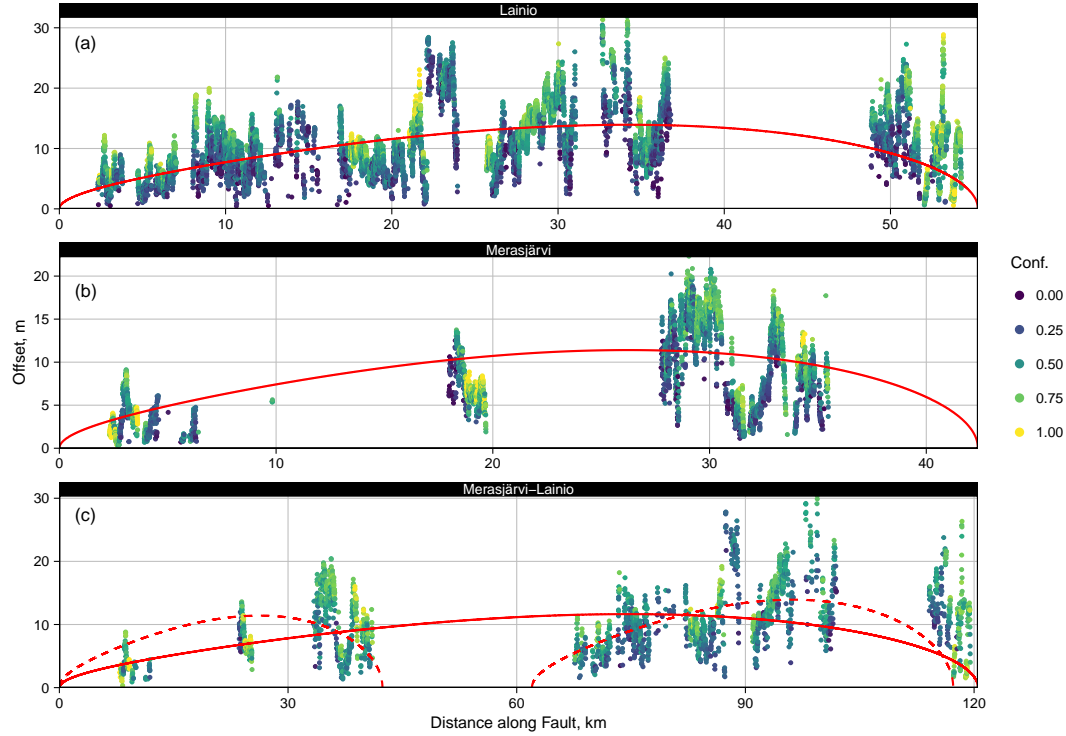 Lainio
(a)
30
20
10
0
0 10 20 30 40 50
Merasjärvi
(b)
20
15
10
5
0
0 10 20 30 40
Offset, m
Merasjärvi–Lainio
(c)
30
20
10
0
0 30 60 90 120
Distance along Fault, km
Conf.
0.00
0.25
0.50
0.75
1.00